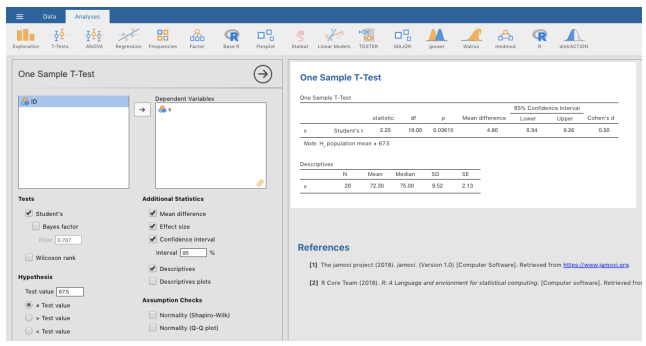 Data Analyses
Exploration T-Tests ANOVA Regression Frequencies Factor Base R Flexplot Statkat Linear Models TOSTER MAJOR jpower Walrus medmod R distrACTION
One Sample T-Test
ID
Dependent Variables
x
Tests
Student's
Bayes factor
Prior 0.707
Wilcoxon rank
Hypothesis
Test value 67.5
≠ Test value
> Test value
< Test value
Additional Statistics
Mean difference
Effect size
Confidence interval
Interval 95 %
Descriptives
Descriptives plots
Assumption Checks
Normality (Shapiro-Wilk)
Normality (Q-Q plot)
One Sample T-Test
One Sample T-Test
95% Confidence Interval
statistic df p Mean difference Lower Upper Cohen's d
x Student's t 2.25 19.00 0.03615 4.80 0.34 9.26 0.50
Note. Hₐ population mean ≠ 67.5
Descriptives
N Mean Median SD SE
x 20 72.30 75.00 9.52 2.13
References
[1] The jamovi project (2019). jamovi. (Version 1.0) [Computer Software]. Retrieved from https://www.jamovi.org.
[2] R Core Team (2018). R: A Language and envionment for statistical computing. [Computer software]. Retrieved from